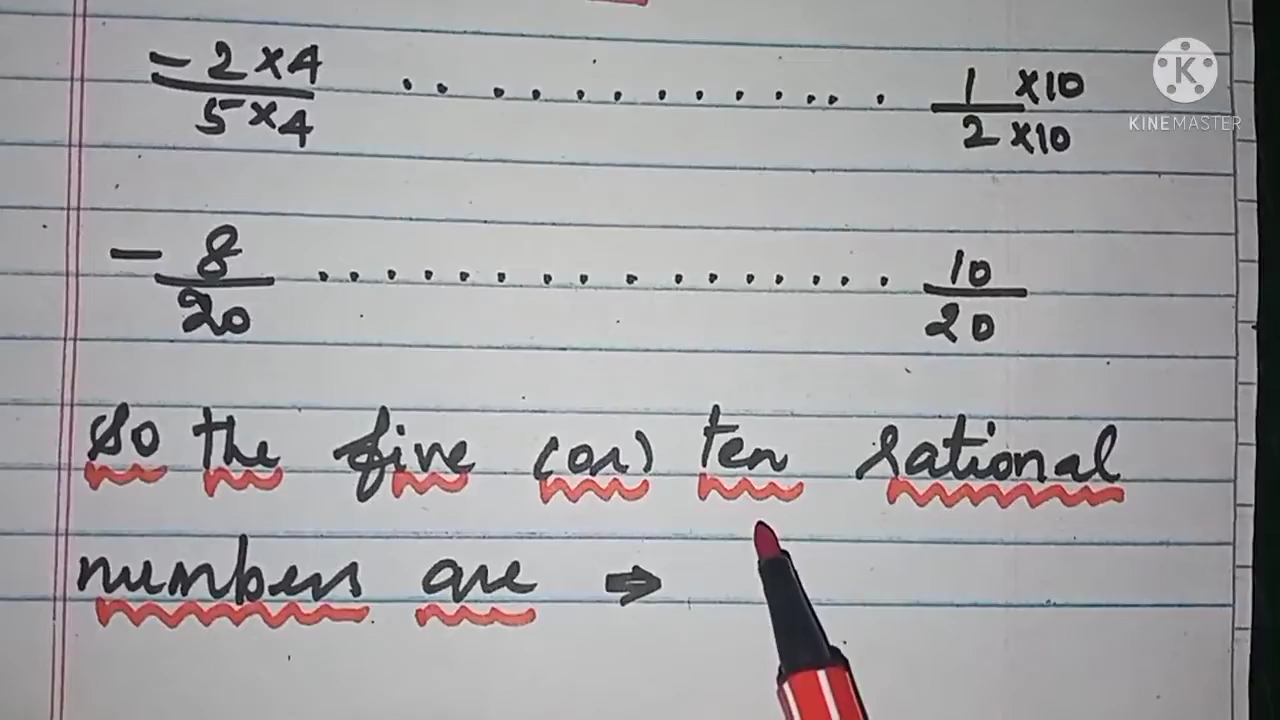 -2×4/5×4 .............. 1×10/2×10
KINEMASTER
-8/20 ................ 10/20
So the five (or) ten rational
numbers are ⇒